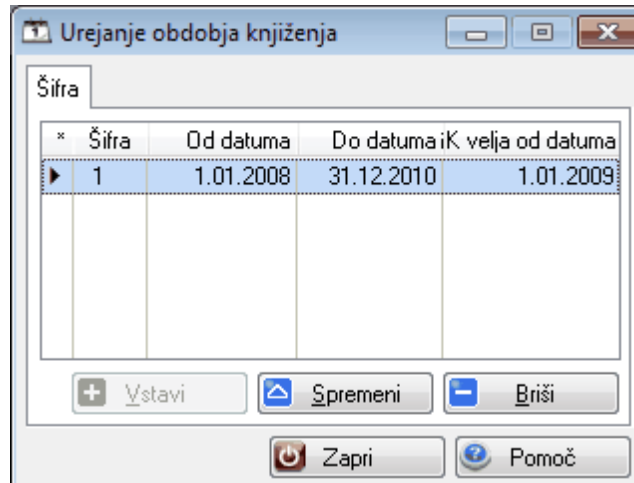 Urejanje obdobja knjiženja
Šifra
* Šifra Od datuma Do datuma iK velja od datuma
1 1.01.2008 31.12.2010 1.01.2009
Vstavi Spremeni Briši
Zapri Pomoč